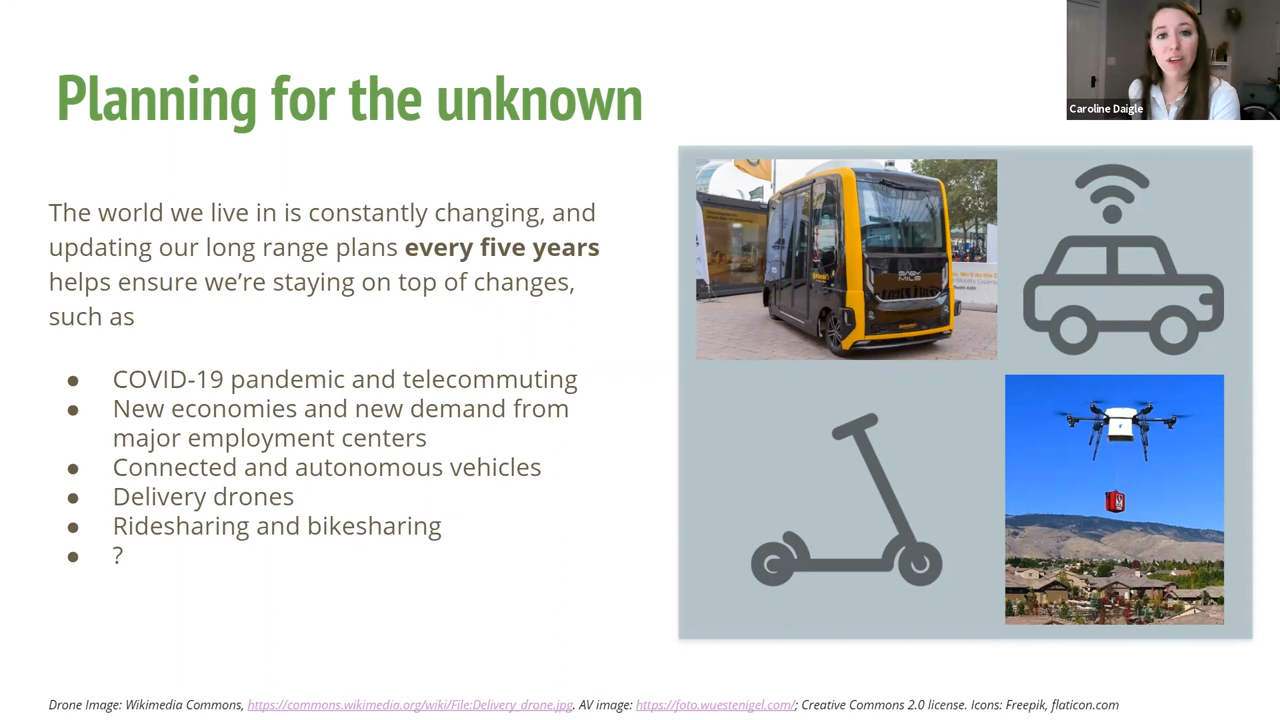 Caroline Daigle
Planning for the unknown
The world we live in is constantly changing, and
updating our long range plans every five years
helps ensure we’re staying on top of changes,
such as
● COVID-19 pandemic and telecommuting
● New economies and new demand from
major employment centers
● Connected and autonomous vehicles
● Delivery drones
● Ridesharing and bikesharing
● ?
Drone Image: Wikimedia Commons, https://commons.wikimedia.org/wiki/File:Delivery_drone.jpg. AV image: https://foto.wuestenigel.com/; Creative Commons 2.0 license. Icons: Freepik, flaticon.com